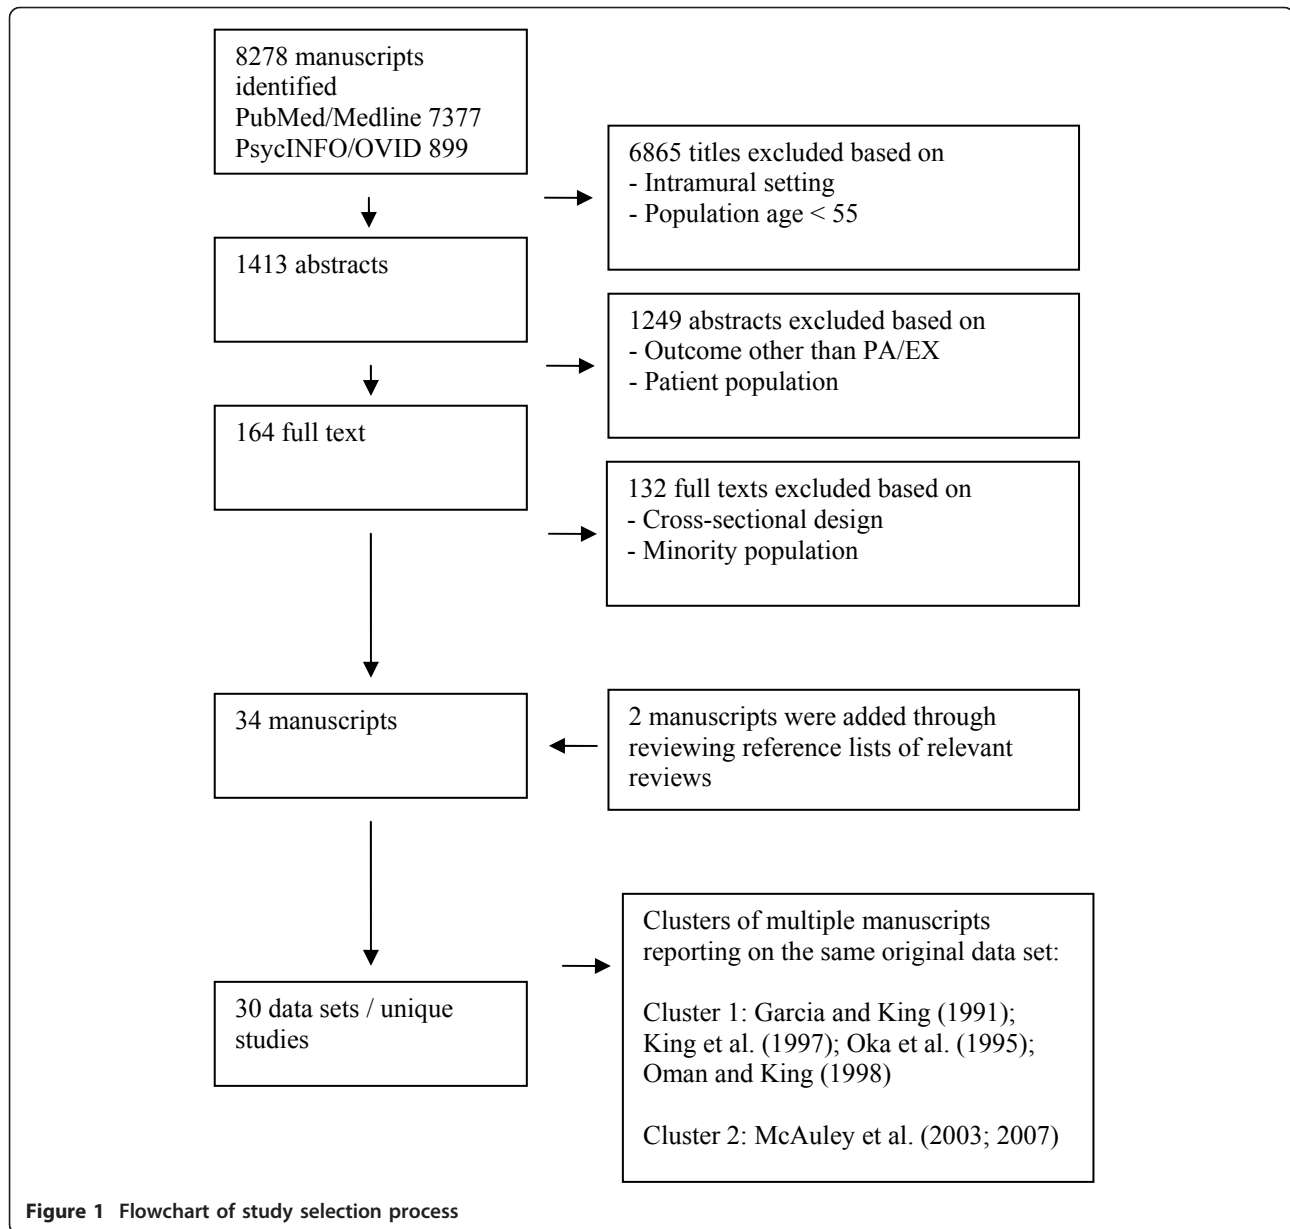 8278 manuscripts
identified
PubMed/Medline 7377
PsycINFO/OVID 899
6865 titles excluded based on
- Intramural setting
- Population age < 55
1413 abstracts
1249 abstracts excluded based on
- Outcome other than PA/EX
- Patient population
164 full text
132 full texts excluded based on
- Cross-sectional design
- Minority population
34 manuscripts
2 manuscripts were added through
reviewing reference lists of relevant
reviews
30 data sets / unique
studies
Clusters of multiple manuscripts
reporting on the same original data set:
Cluster 1: Garcia and King (1991);
King et al. (1997); Oka et al. (1995);
Oman and King (1998)
Cluster 2: McAuley et al. (2003; 2007)
Figure 1 Flowchart of study selection process